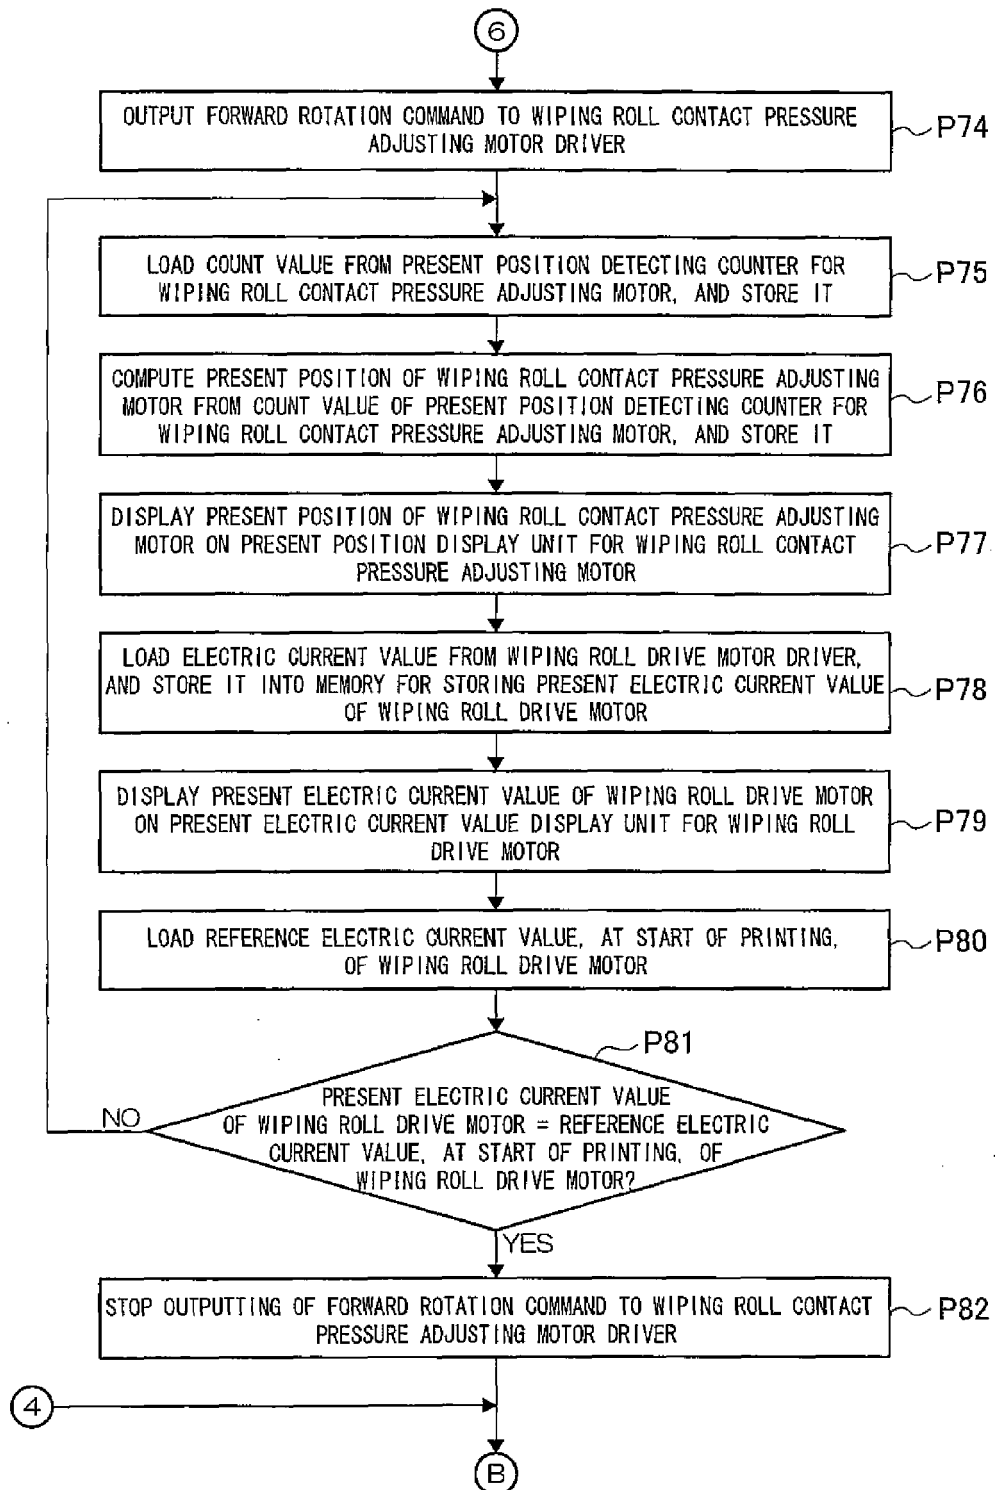 6
OUTPUT FORWARD ROTATION COMMAND TO WIPING ROLL CONTACT PRESSURE
ADJUSTING MOTOR DRIVER
P74
LOAD COUNT VALUE FROM PRESENT POSITION DETECTING COUNTER FOR
WIPING ROLL CONTACT PRESSURE ADJUSTING MOTOR, AND STORE IT
P75
COMPUTE PRESENT POSITION OF WIPING ROLL CONTACT PRESSURE ADJUSTING
MOTOR FROM COUNT VALUE OF PRESENT POSITION DETECTING COUNTER FOR
WIPING ROLL CONTACT PRESSURE ADJUSTING MOTOR, AND STORE IT
P76
DISPLAY PRESENT POSITION OF WIPING ROLL CONTACT PRESSURE ADJUSTING
MOTOR ON PRESENT POSITION DISPLAY UNIT FOR WIPING ROLL CONTACT
PRESSURE ADJUSTING MOTOR
P77
LOAD ELECTRIC CURRENT VALUE FROM WIPING ROLL DRIVE MOTOR DRIVER,
AND STORE IT INTO MEMORY FOR STORING PRESENT ELECTRIC CURRENT VALUE
OF WIPING ROLL DRIVE MOTOR
P78
DISPLAY PRESENT ELECTRIC CURRENT VALUE OF WIPING ROLL DRIVE MOTOR
ON PRESENT ELECTRIC CURRENT VALUE DISPLAY UNIT FOR WIPING ROLL
DRIVE MOTOR
P79
LOAD REFERENCE ELECTRIC CURRENT VALUE, AT START OF PRINTING,
OF WIPING ROLL DRIVE MOTOR
P80
P81
PRESENT ELECTRIC CURRENT VALUE
OF WIPING ROLL DRIVE MOTOR = REFERENCE ELECTRIC
CURRENT VALUE, AT START OF PRINTING, OF
WIPING ROLL DRIVE MOTOR?
NO
YES
STOP OUTPUTTING OF FORWARD ROTATION COMMAND TO WIPING ROLL CONTACT
PRESSURE ADJUSTING MOTOR DRIVER
P82
4
B